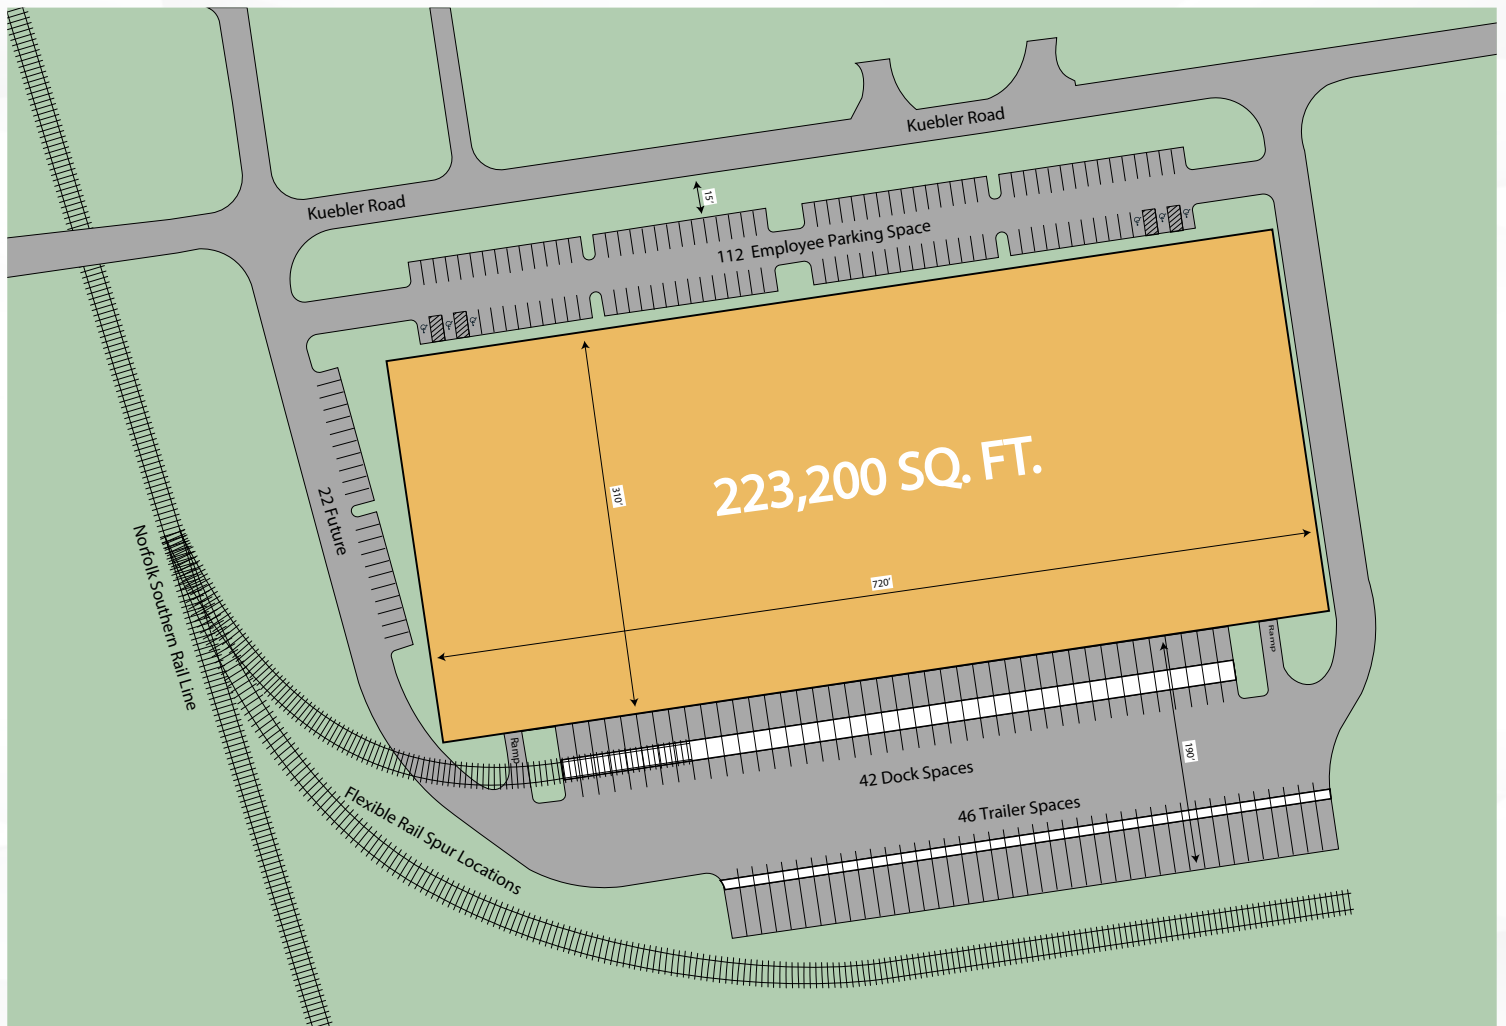 Kuebler Road
Kuebler Road
15'
112 Employee Parking Space
223,200 SQ. FT.
310'
22 Future
Norfolk Southern Rail Line
720'
Ramp
Ramp
190'
42 Dock Spaces
46 Trailer Spaces
Flexible Rail Spur Locations